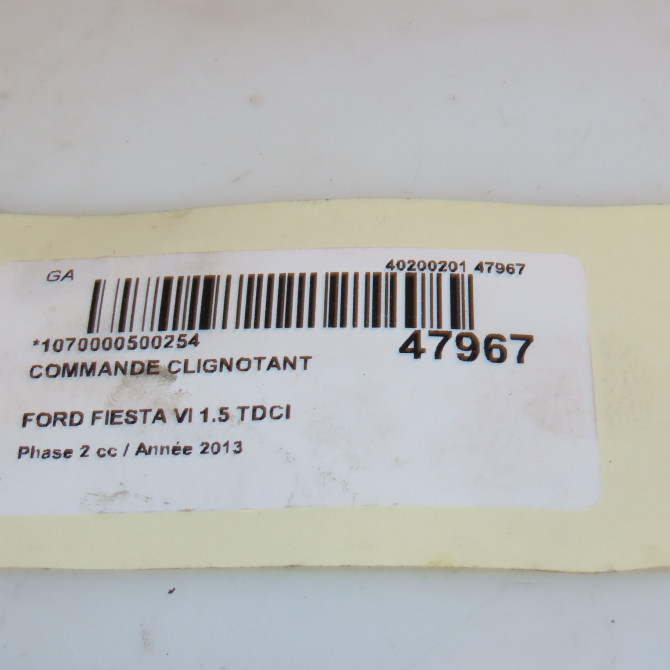 GA
40200201 47967
*1070000500254
47967
COMMANDE CLIGNOTANT
FORD FIESTA VI 1.5 TDCI
Phase 2 cc / Année 2013